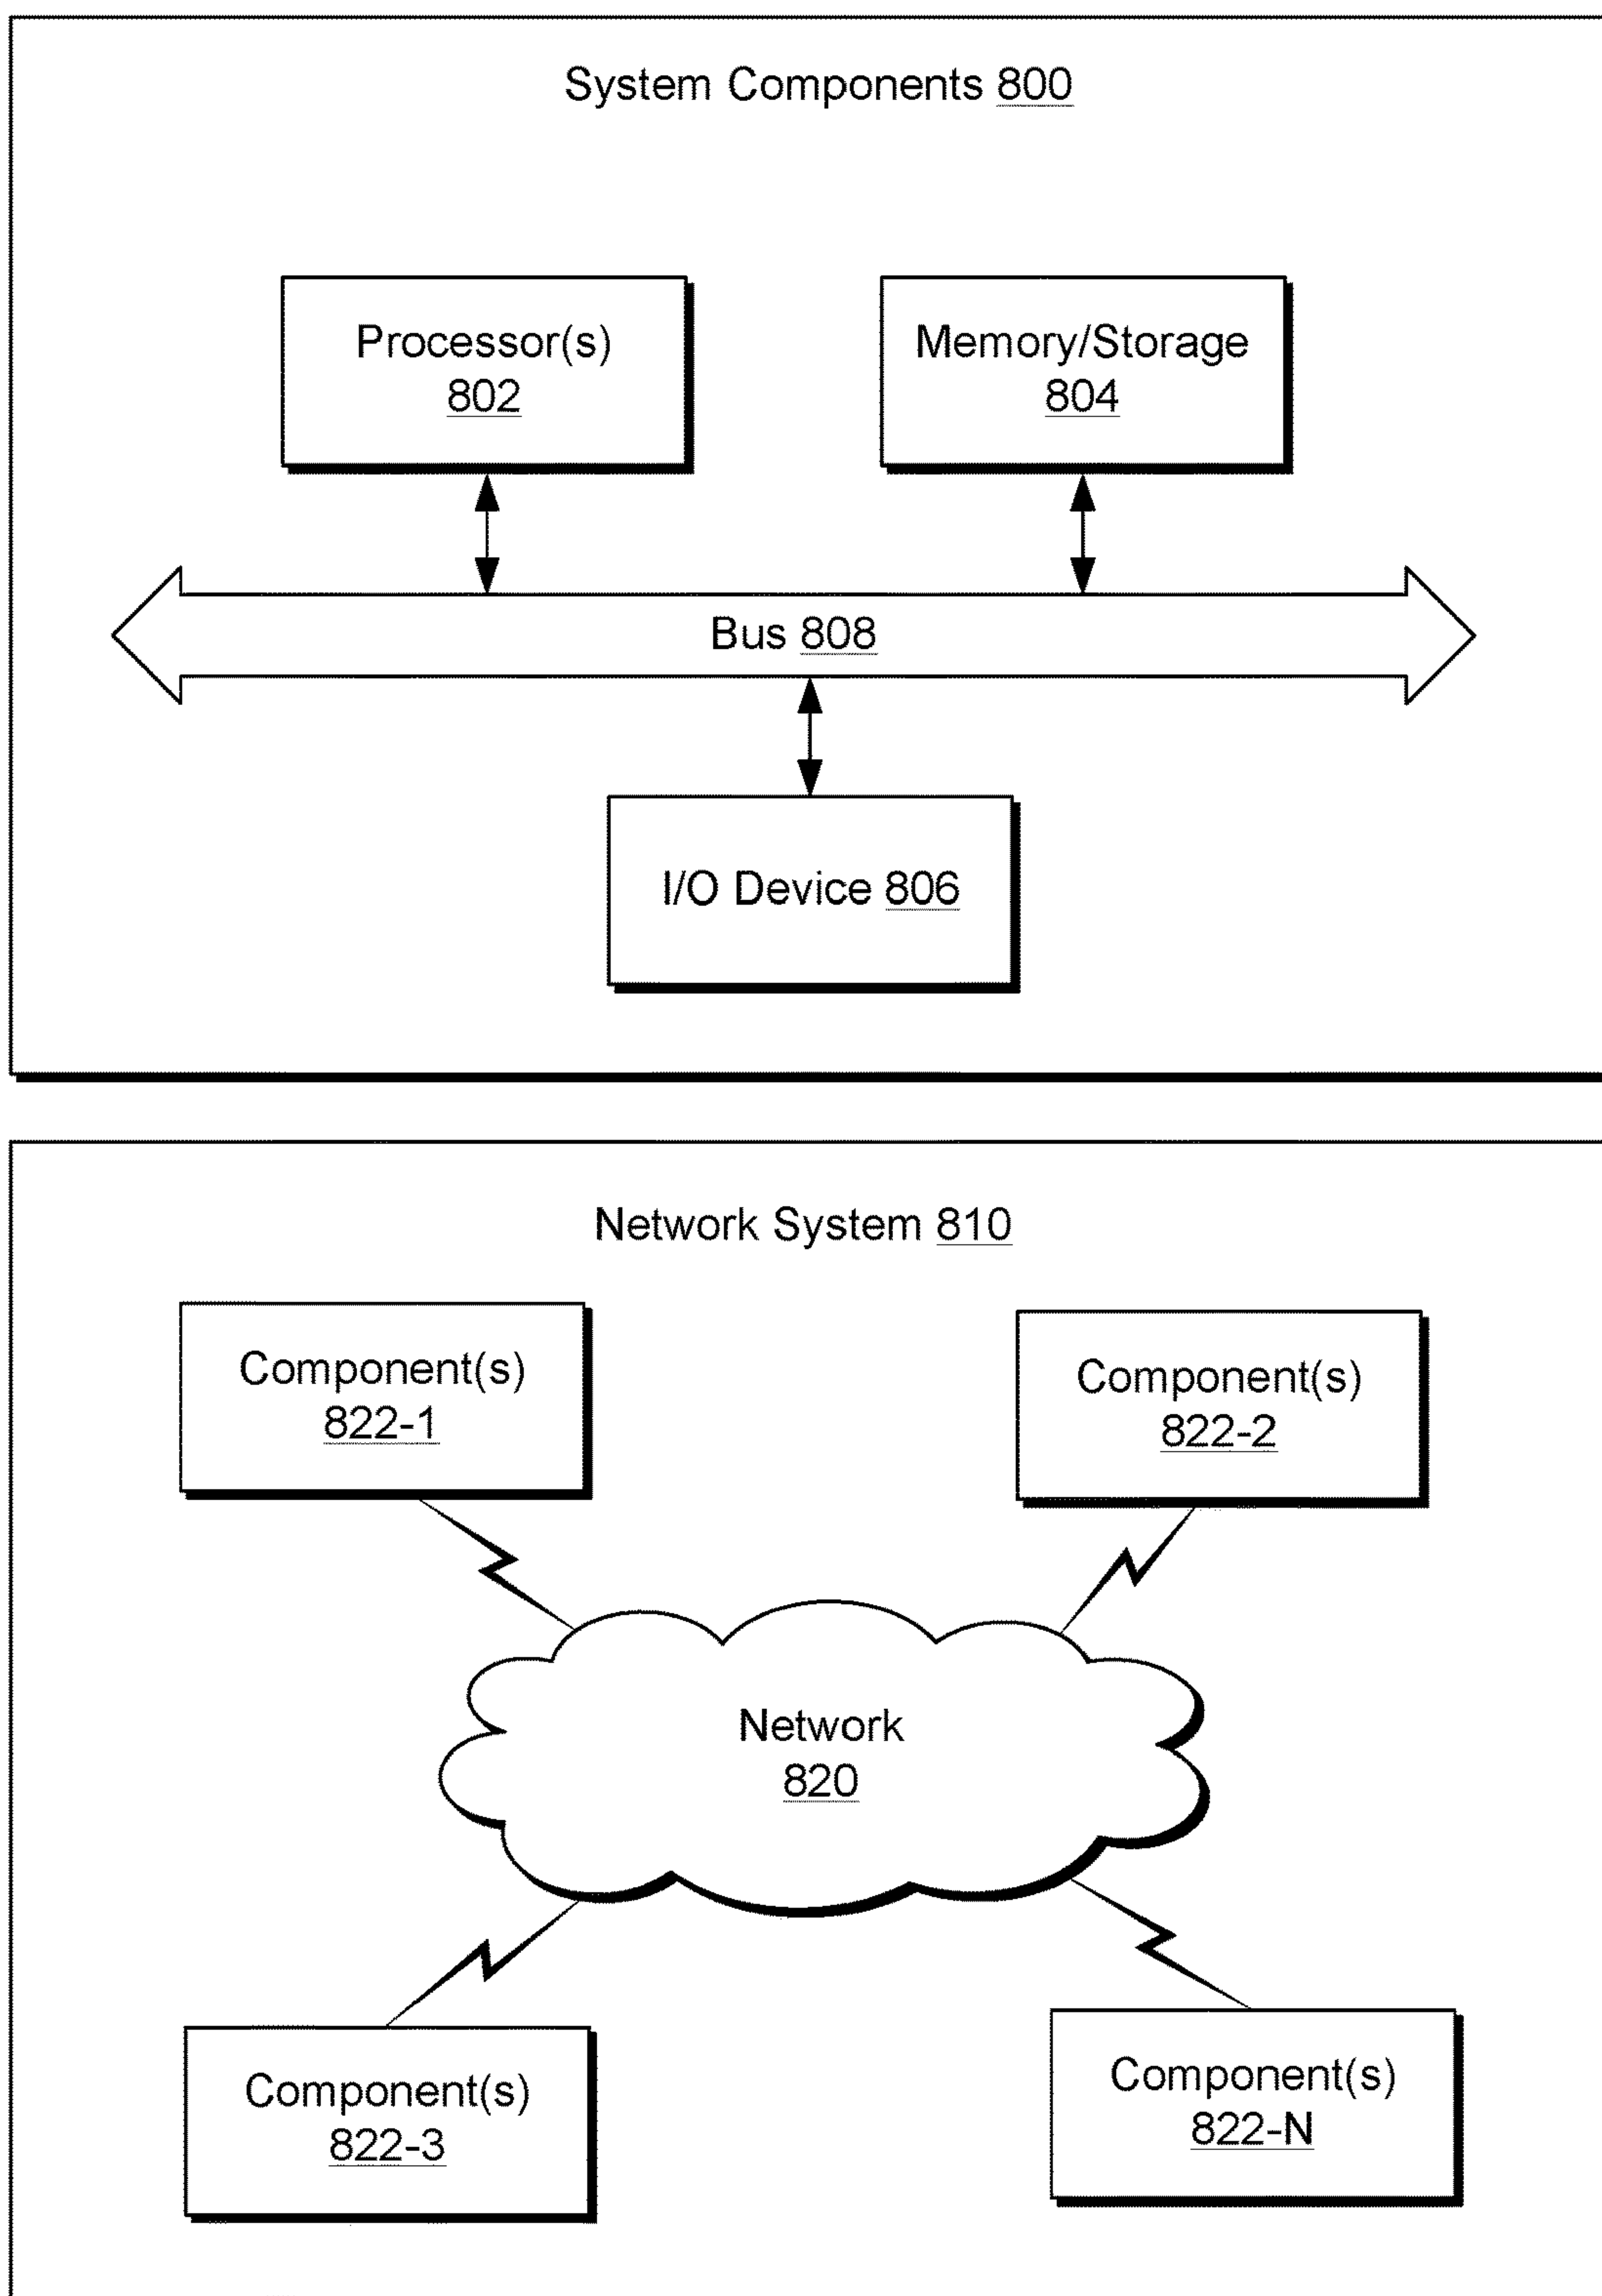 System Components 800
Processor(s)
802
Memory/Storage
804
Bus 808
I/O Device 806
Network System 810
Component(s)
822-1
Component(s)
822-2
Network
820
Component(s)
822-3
Component(s)
822-N